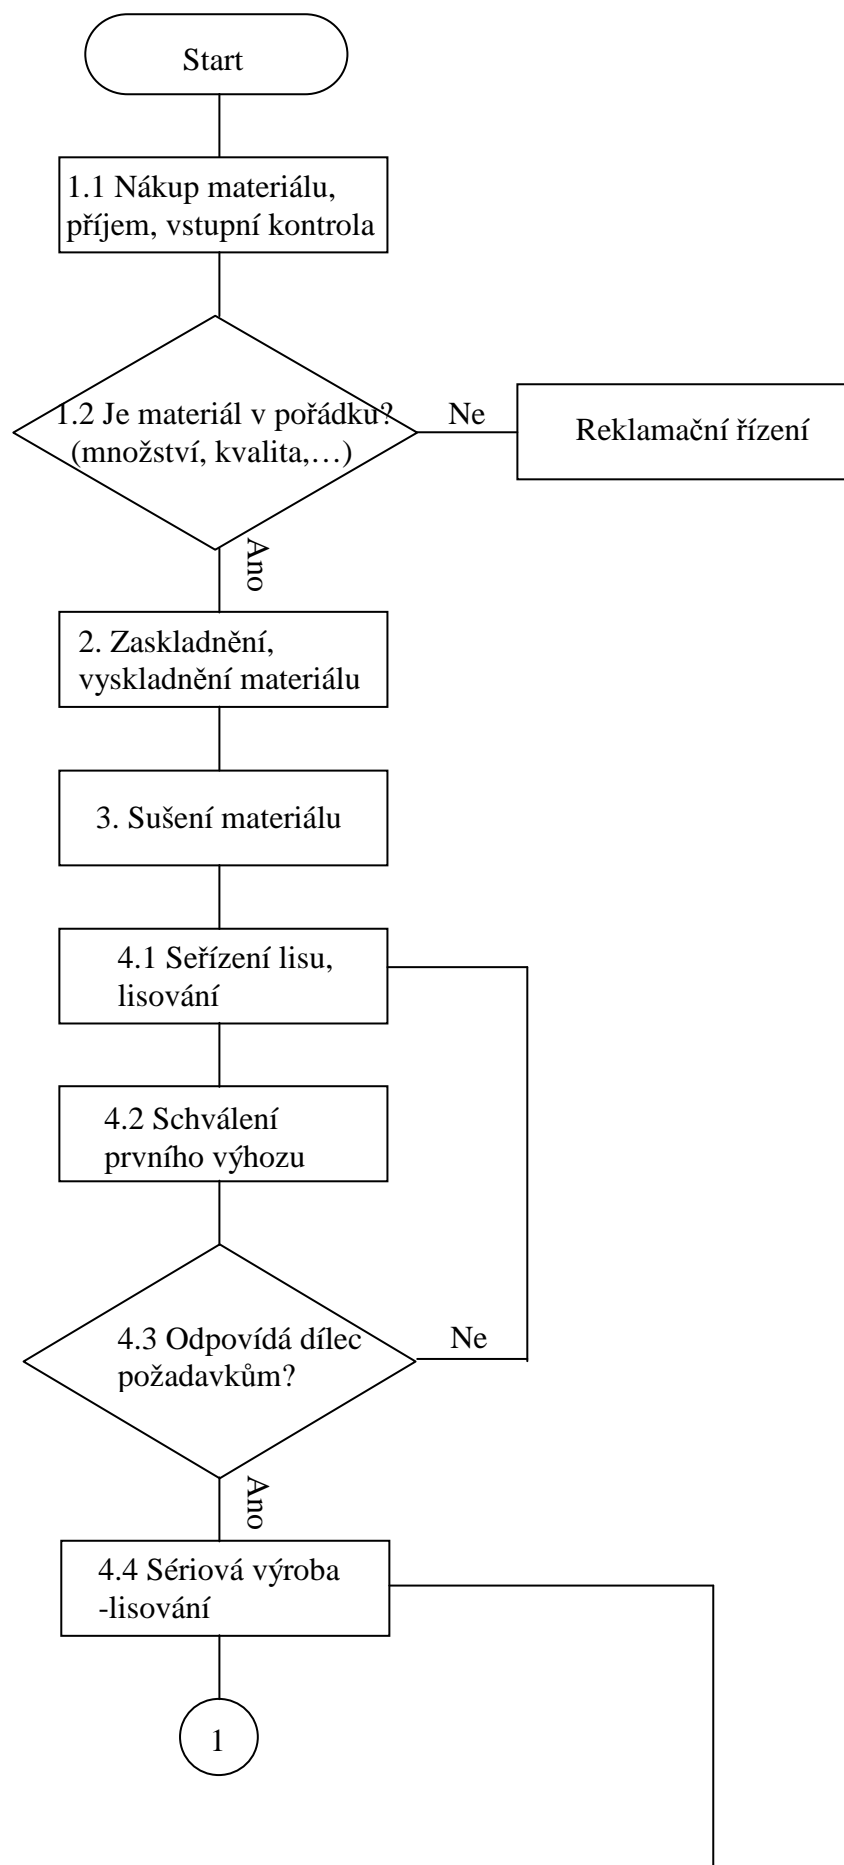 Start
1.1 Nákup materiálu,
příjem, vstupní kontrola
1.2 Je materiál v pořádku?
(množství, kvalita,…)
Ne
Reklamační řízení
Ano
2. Zaskladnění,
vyskladnění materiálu
3. Sušení materiálu
4.1 Seřízení lisu,
lisování
4.2 Schválení
prvního výhozu
4.3 Odpovídá dílec
požadavkům?
Ne
Ano
4.4 Sériová výroba
-lisování
1